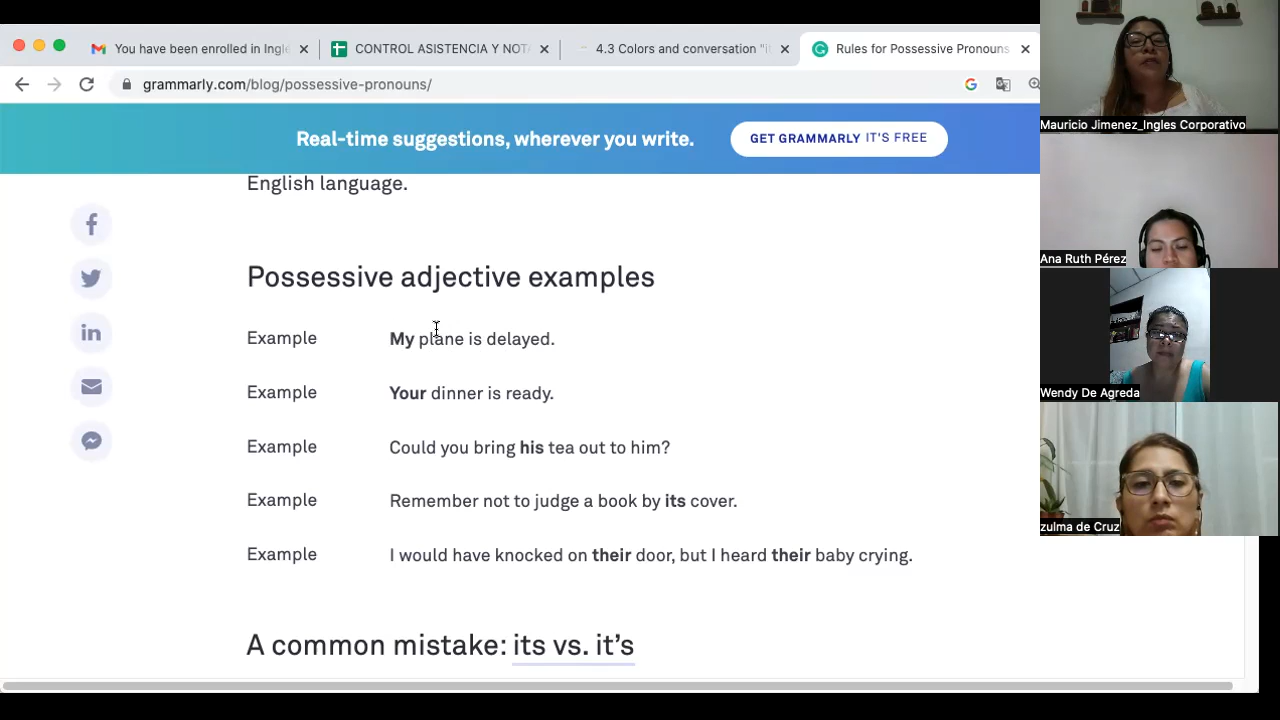 You have been enrolled in Ingl
CONTROL ASISTENCIA Y NOT
4.3 Colors and conversation "i
Rules for Possessive Pronouns
grammarly.com/blog/possessive-pronouns/
Real-time suggestions, wherever you write.
GET GRAMMARLY IT'S FREE
English language.
Possessive adjective examples
Example My plane is delayed.
Example Your dinner is ready.
Example Could you bring his tea out to him?
Example Remember not to judge a book by its cover.
Example I would have knocked on their door, but I heard their baby crying.
A common mistake: its vs. it's
Mauricio Jimenez_Ingles Corporativo
Ana Ruth Pérez
Wendy De Agreda
zulma de Cruz